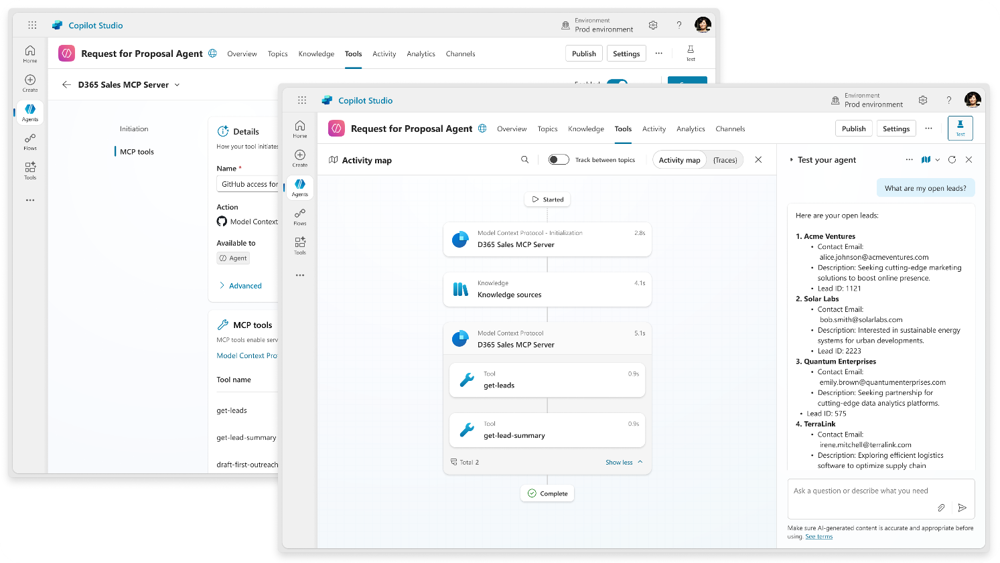 Copilot Studio
Environment
Prod environment
?
Home
Create
Agents
Flows
Tools
Request for Proposal Agent
Overview
Topics
Knowledge
Tools
Activity
Analytics
Channels
Publish
Settings
Test
D365 Sales MCP Server
Initiation
MCP tools
Details
How your tool initiates
Name *
GitHub access for
Action
Model Context
Available to
Agent
Advanced
MCP tools
MCP tools enable serv
Model Context Pro
Tool name
get-leads
get-lead-summary
draft-first-outreach
Copilot Studio
Environment
Prod environment
?
Home
Create
Agents
Flows
Tools
Request for Proposal Agent
Overview
Topics
Knowledge
Tools
Activity
Analytics
Channels
Publish
Settings
Test
Activity map
Track between topics
Activity map
(Traces)
Started
Model Context Protocol - Initialization
2.8s
D365 Sales MCP Server
Knowledge
4.1s
Knowledge sources
Model Context Protocol
5.1s
D365 Sales MCP Server
Tool
0.9s
get-leads
Tool
0.9s
get-lead-summary
Total 2
Show less
Complete
Test your agent
What are my open leads?
Here are your open leads:
1. Acme Ventures
• Contact Email:
alice.johnson@acmeventures.com
• Description: Seeking cutting-edge marketing
solutions to boost online presence.
• Lead ID: 1121
2. Solar Labs
• Contact Email:
bob.smith@solarlabs.com
• Description: Interested in sustainable energy
systems for urban developments.
• Lead ID: 2223
3. Quantum Enterprises
• Contact Email:
emily.brown@quantumenterprises.com
• Description: Seeking partnership for
cutting-edge data analytics platforms.
• Lead ID: 575
4. TerraLink
• Contact Email:
irene.mitchell@terralink.com
• Description: Exploring efficient logistics
software to optimize supply chain
Ask a question or describe what you need
Make sure AI-generated content is accurate and appropriate before
using. See terms